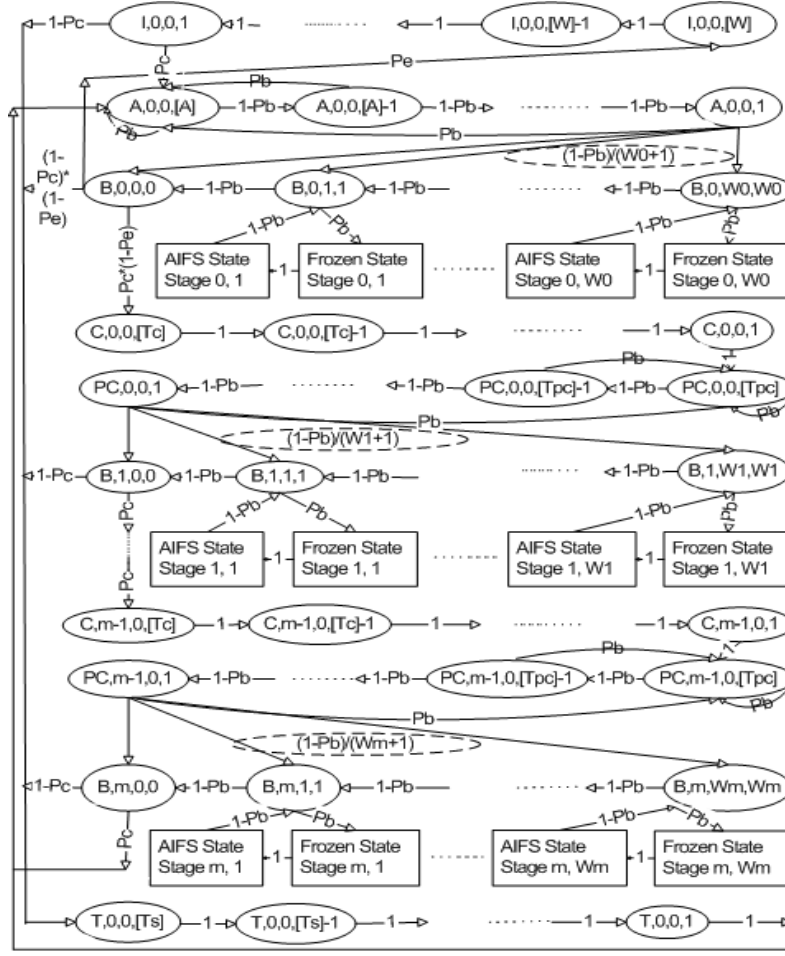 1-Pc I,0,0,1 1 1 I,0,0,[W]-1 1 I,0,0,[W]
Pc Pe
Pb
A,0,0,[A] 1-Pb A,0,0,[A]-1 1-Pb 1-Pb A,0,0,1
Pb Pb
(1-Pc)*(1-Pe) (1-Pb)/(W0+1)
B,0,0,0 1-Pb B,0,1,1 1-Pb 1-Pb B,0,W0,W0
1-Pb Pb 1-Pb Pb
Pc*(1-Pe)
AIFS State Stage 0, 1 1 Frozen State Stage 0, 1 AIFS State Stage 0, W0 1 Frozen State Stage 0, W0
C,0,0,[Tc] 1 C,0,0,[Tc]-1 1 1 C,0,0,1
Pb 1
PC,0,0,1 1-Pb 1-Pb PC,0,0,[Tpc]-1 1-Pb PC,0,0,[Tpc]
Pb Pb
(1-Pb)/(W1+1)
1-Pc B,1,0,0 1-Pb B,1,1,1 1-Pb 1-Pb B,1,W1,W1
Pc 1-Pb Pb 1-Pb Pb
AIFS State Stage 1, 1 1 Frozen State Stage 1, 1 AIFS State Stage 1, W1 1 Frozen State Stage 1, W1
Pc
C,m-1,0,[Tc] 1 C,m-1,0,[Tc]-1 1 1 C,m-1,0,1
Pb 1
PC,m-1,0,1 1-Pb 1-Pb PC,m-1,0,[Tpc]-1 1-Pb PC,m-1,0,[Tpc]
Pb Pb
(1-Pb)/(Wm+1)
1-Pc B,m,0,0 1-Pb B,m,1,1 1-Pb 1-Pb B,m,Wm,Wm
Pc 1-Pb Pb 1-Pb Pb
AIFS State Stage m, 1 1 Frozen State Stage m, 1 AIFS State Stage m, Wm 1 Frozen State Stage m, Wm
T,0,0,[Ts] 1 T,0,0,[Ts]-1 1 1 T,0,0,1 1